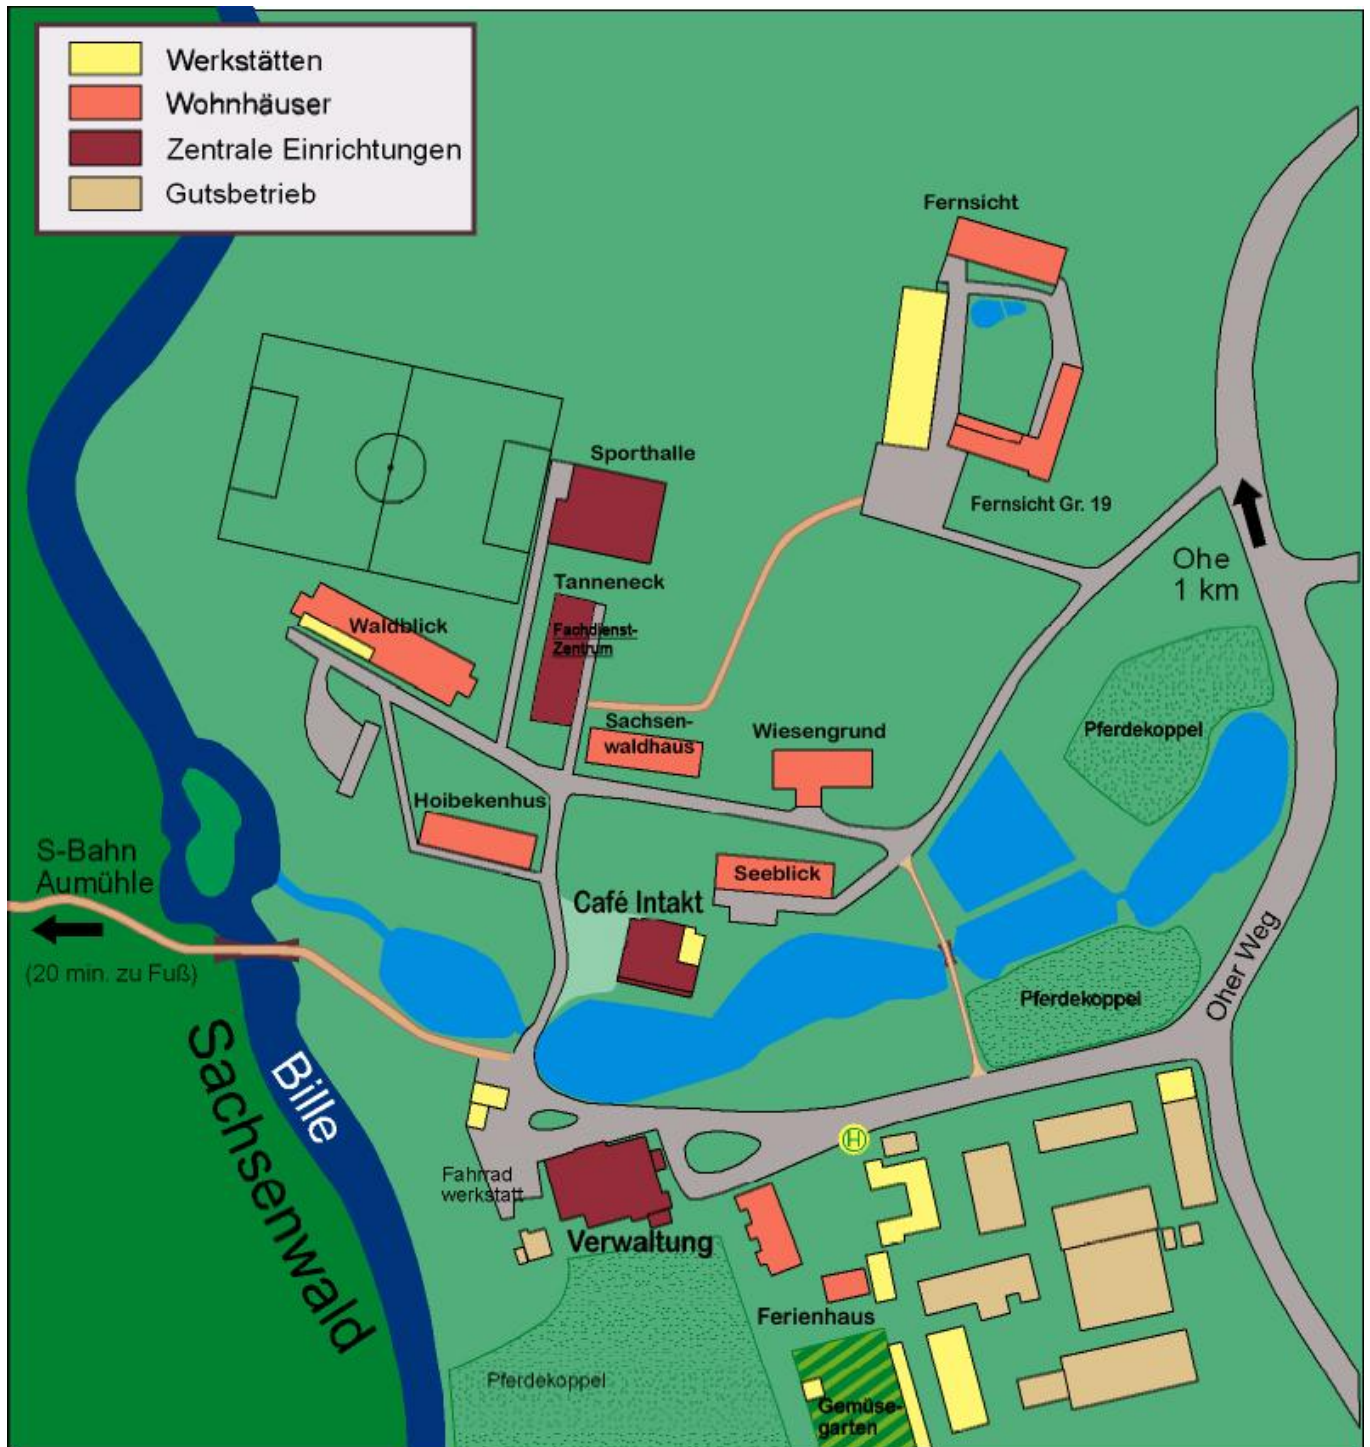 Werkstätten
Wohnhäuser
Zentrale Einrichtungen
Gutsbetrieb
Fernsicht
Sporthalle
Fernsicht Gr. 19
Ohe
1 km
Tanneneck
Waldblick
Fachdienst-
Zentrum
Sachsen-
waldhaus
Wiesengrund
Pferdekoppel
Hoibekenhus
S-Bahn
Aumühle
(20 min. zu Fuß)
Seeblick
Café Intakt
Oher Weg
Pferdekoppel
Sachsenwald
Bille
H
Fahrrad
werkstatt
Verwaltung
Ferienhaus
Pferdekoppel
Gemüse-
garten